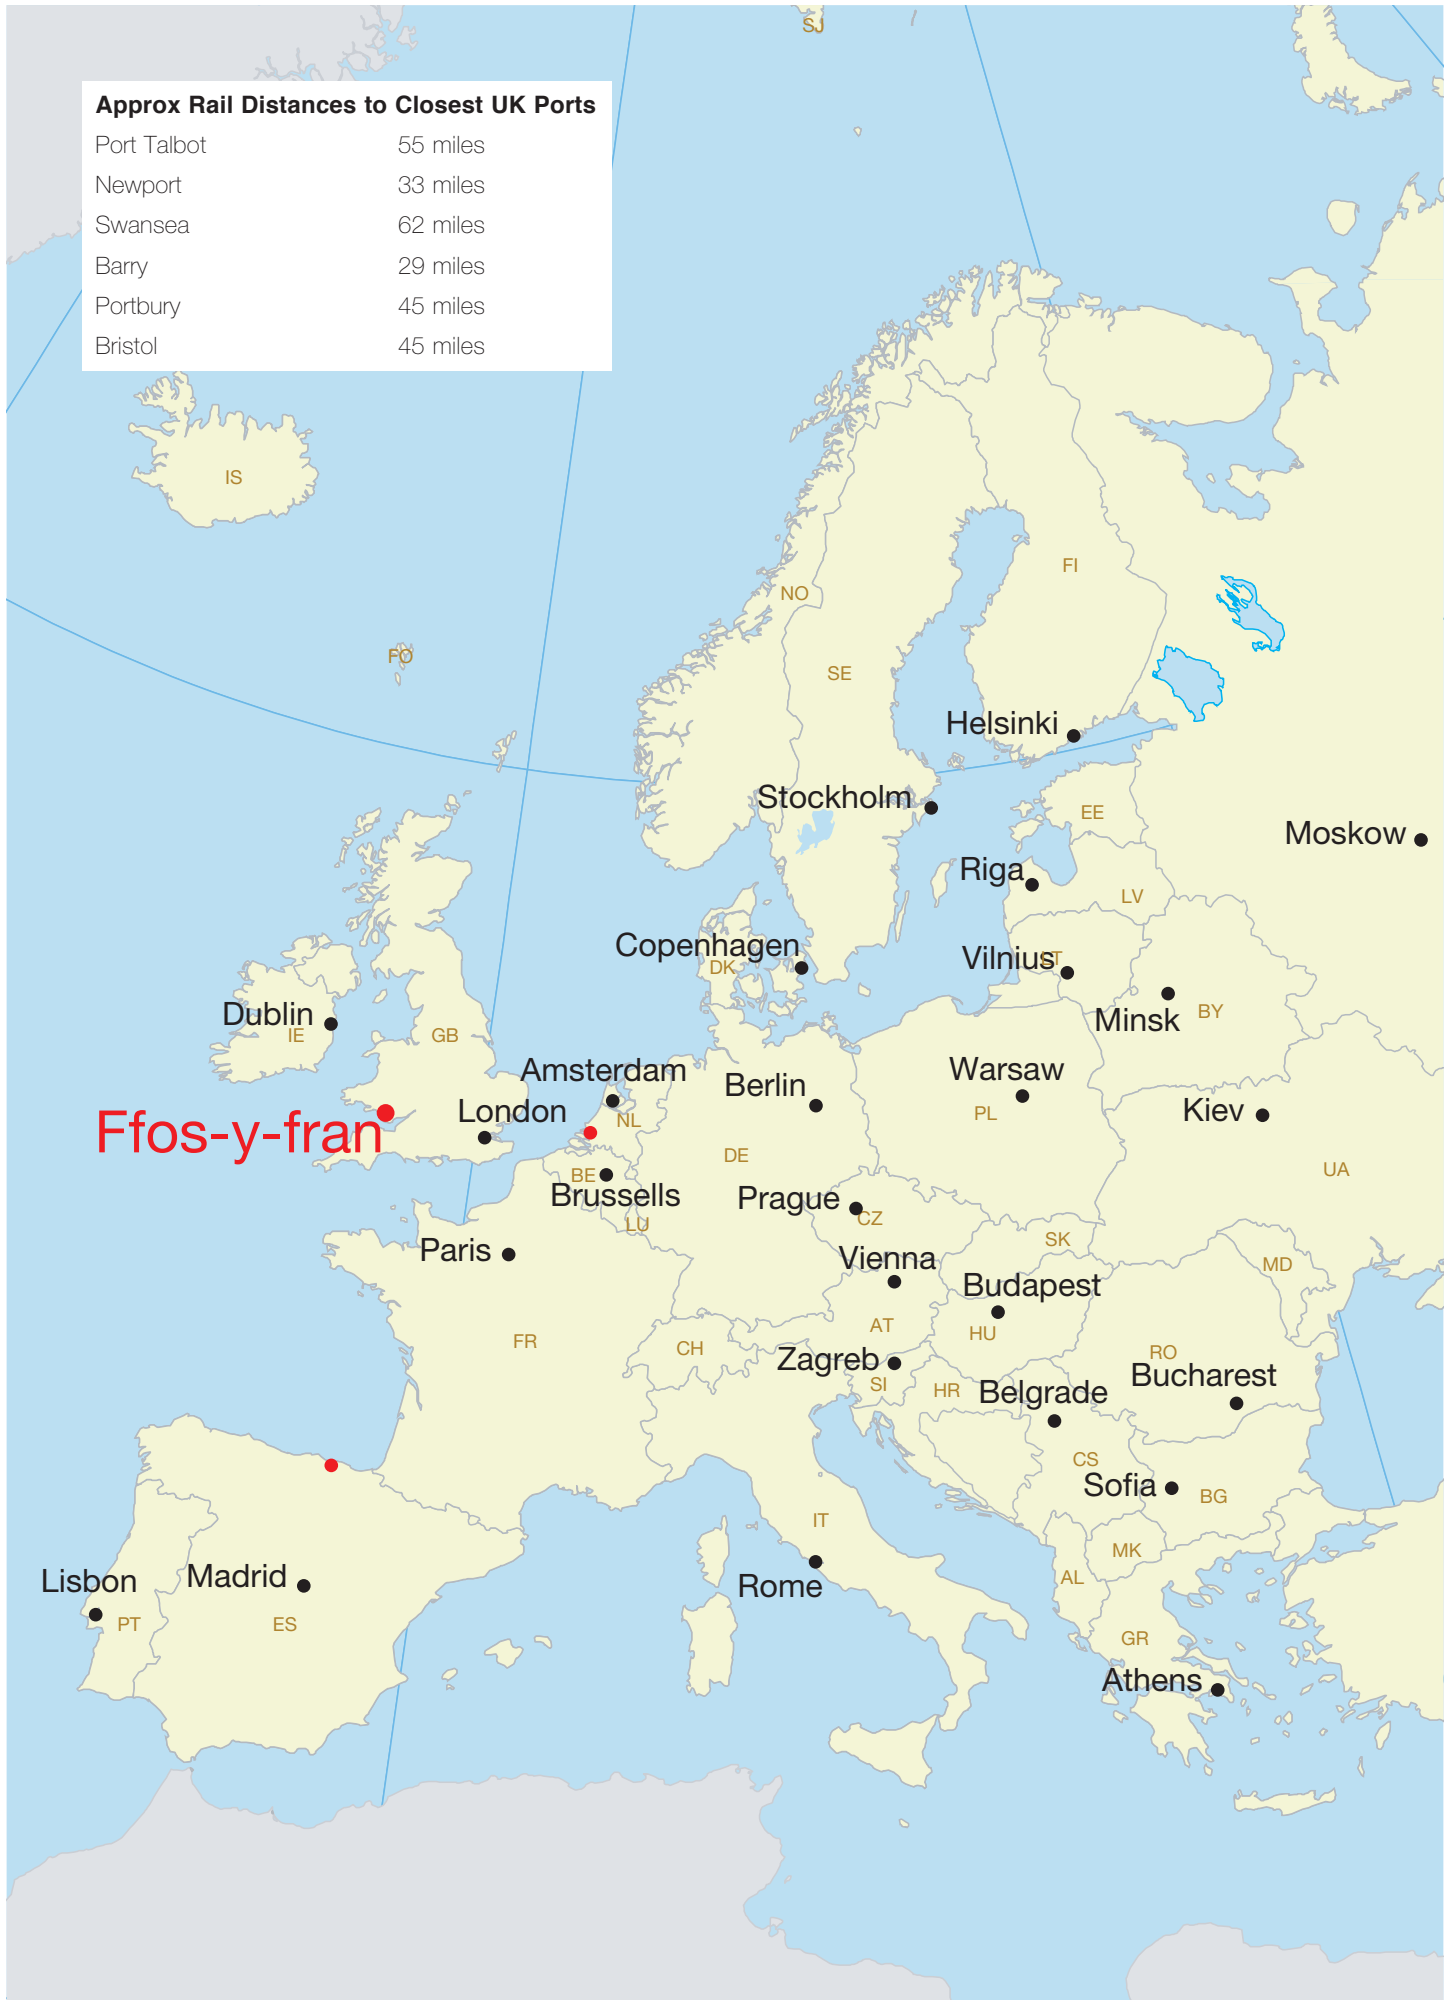 SJ
Approx Rail Distances to Closest UK Ports
Port Talbot 55 miles
Newport 33 miles
Swansea 62 miles
Barry 29 miles
Portbury 45 miles
Bristol 45 miles
IS
FI
NO
FO
SE
Helsinki
Stockholm
EE
Moskow
Riga
LV
Copenhagen
DK
Vilnius
LT
Dublin
IE
GB
Minsk
BY
Amsterdam
Berlin
Warsaw
PL
Kiev
Ffos-y-fran
London
NL
DE
UA
BE
Brussells
Prague
CZ
LU
SK
Paris
Vienna
MD
Budapest
AT
HU
FR
CH
Zagreb
RO
SI
HR
Belgrade
Bucharest
CS
Sofia
BG
IT
MK
Lisbon
Madrid
Rome
AL
PT
ES
GR
Athens